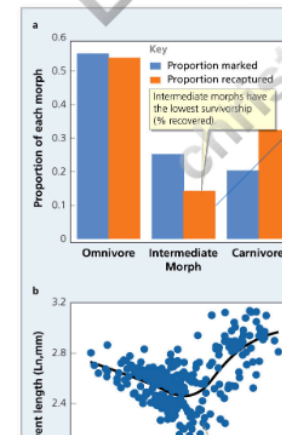 a
0.6
Key
Proportion marked
0.5
Proportion recaptured
Intermediate morphs have
the lowest survivorship
(% recovered).
0.4
0.3
0.2
0.1
0
Proportion of each morph
Omnivore
Intermediate
Carnivore
Morph
b
3.2
2.8
2.4
ent length (Ln,mm)
christ